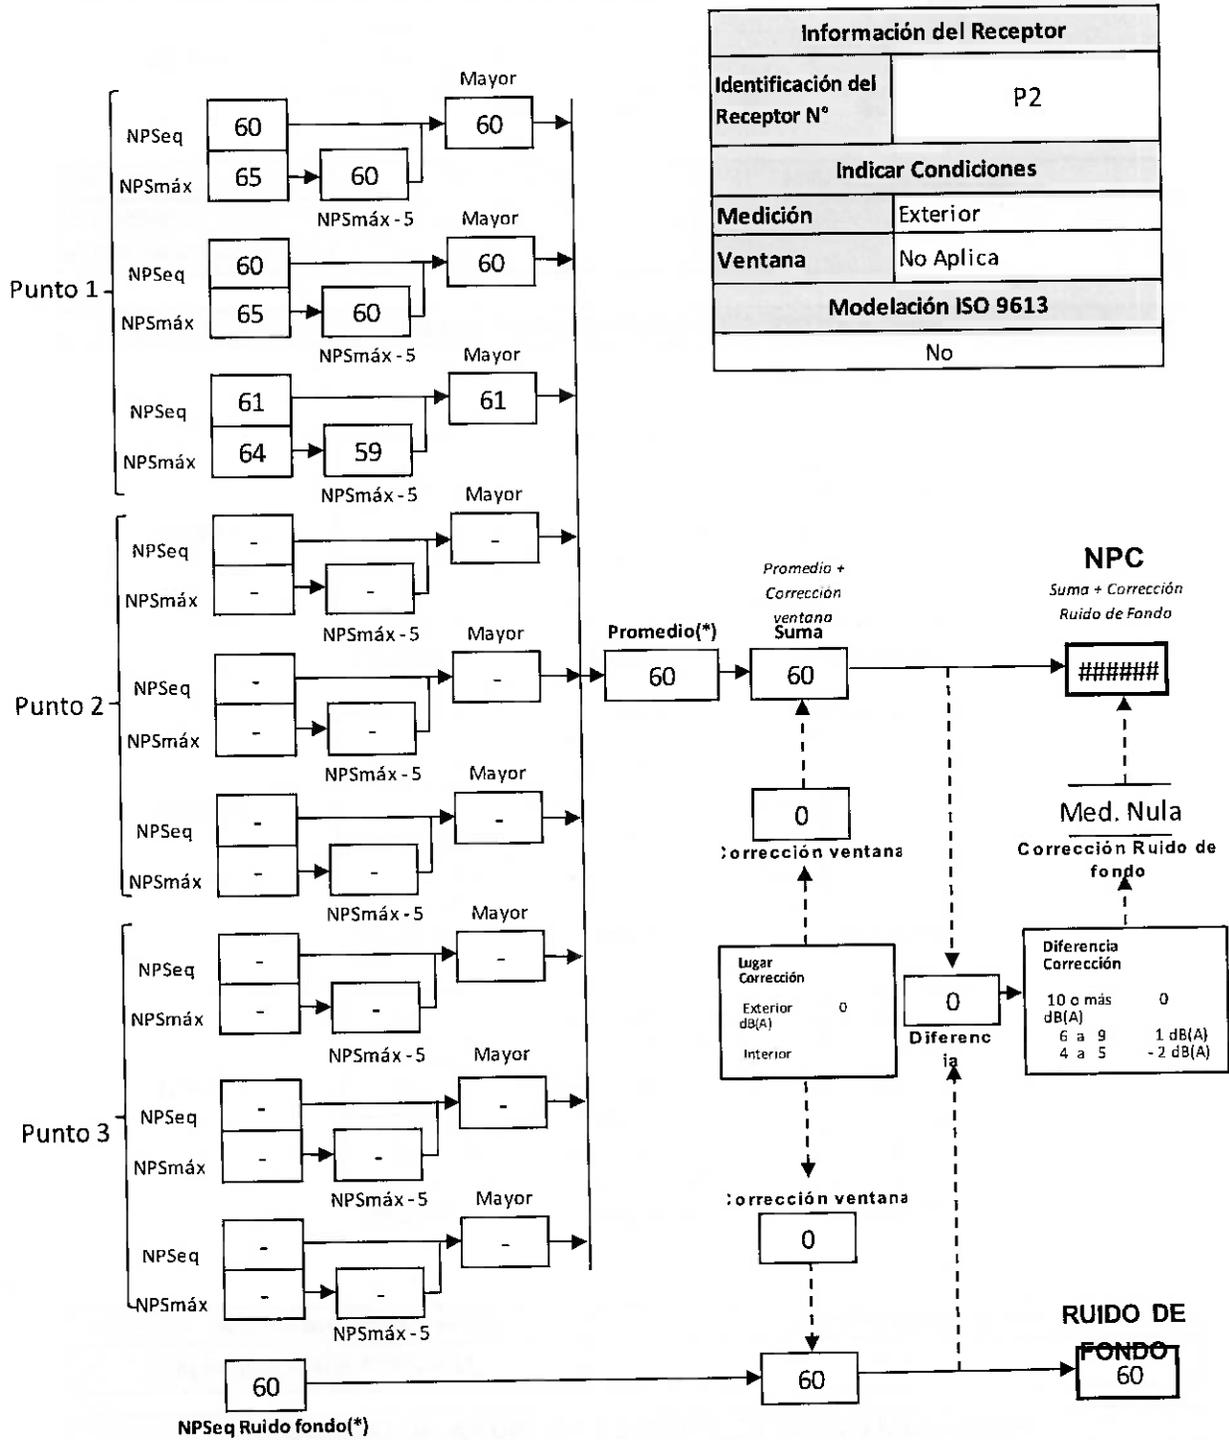 Información del Receptor
Identificación del
Receptor N°
P2
Indicar Condiciones
Medición
Exterior
Ventana
No Aplica
Modelación ISO 9613
No
Punto 1
Mayor
NPSeq
60
60
NPSmáx
65
60
NPSmáx - 5
Mayor
NPSeq
60
60
NPSmáx
65
60
NPSmáx - 5
Mayor
NPSeq
61
61
NPSmáx
64
59
NPSmáx - 5
Punto 2
Mayor
NPSeq
-
-
NPSmáx
-
-
NPSmáx - 5
Mayor
NPSeq
-
-
NPSmáx
-
-
NPSmáx - 5
Mayor
NPSeq
-
-
NPSmáx
-
-
NPSmáx - 5
Punto 3
Mayor
NPSeq
-
-
NPSmáx
-
-
NPSmáx - 5
Mayor
NPSeq
-
-
NPSmáx
-
-
NPSmáx - 5
Mayor
NPSeq
-
-
NPSmáx
-
-
NPSmáx - 5
60
NPSeq Ruido fondo(*)
Promedio(*)
60
Promedio +
Corrección
ventana
Suma
60
0
Corrección ventana
Lugar
Corrección
Exterior 0
dB(A)
Interior
Corrección ventana
0
60
0
Diferenc
ia
NPC
Suma + Corrección
Ruido de Fondo
######
Med. Nula
Corrección Ruido de
fondo
Diferencia
Corrección
10 o más 0
dB(A)
6 a 9 1 dB(A)
4 a 5 - 2 dB(A)
RUIDO DE
FONDO
60